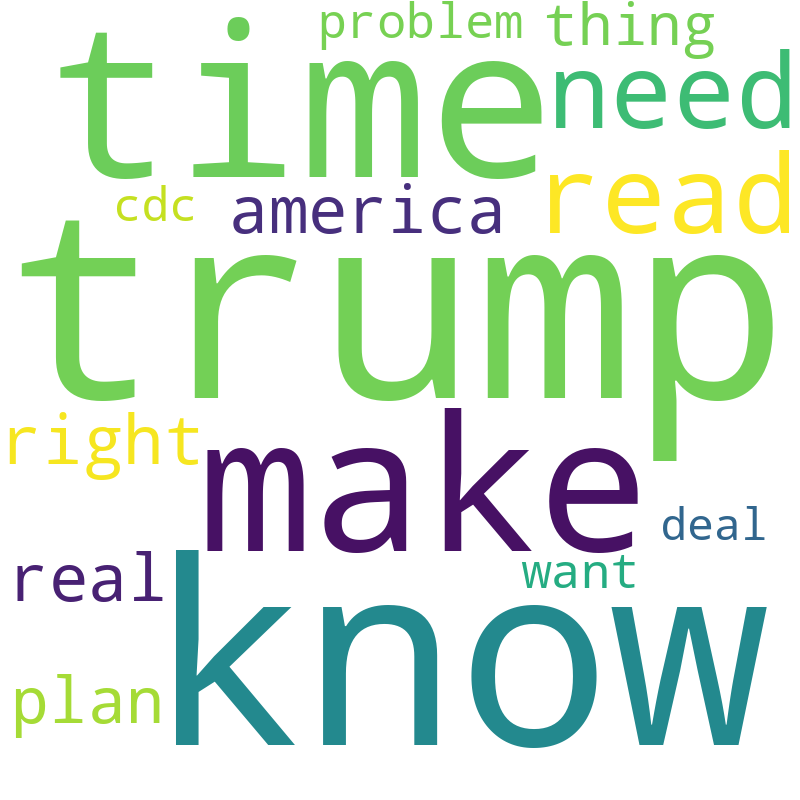 problem thing
time need
cdc america read
trump
right make
deal
real want
know
plan